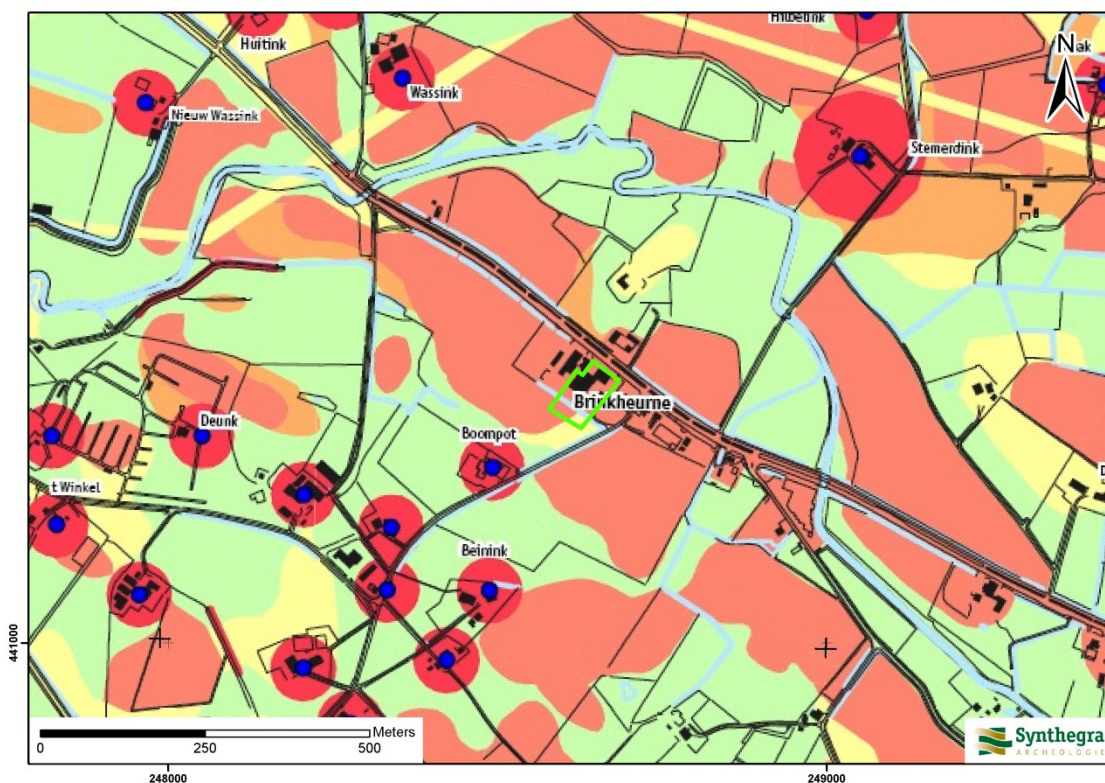 Hilbelink
Huitink
N
Wassink
Nieuw Wassink
Stemerdink
Brinkheurne
Deunk
Boompot
t Winkel
Beinink
441000
Meters
0 250 500
Synthegra
ARCHEOLOGIE
248000 249000